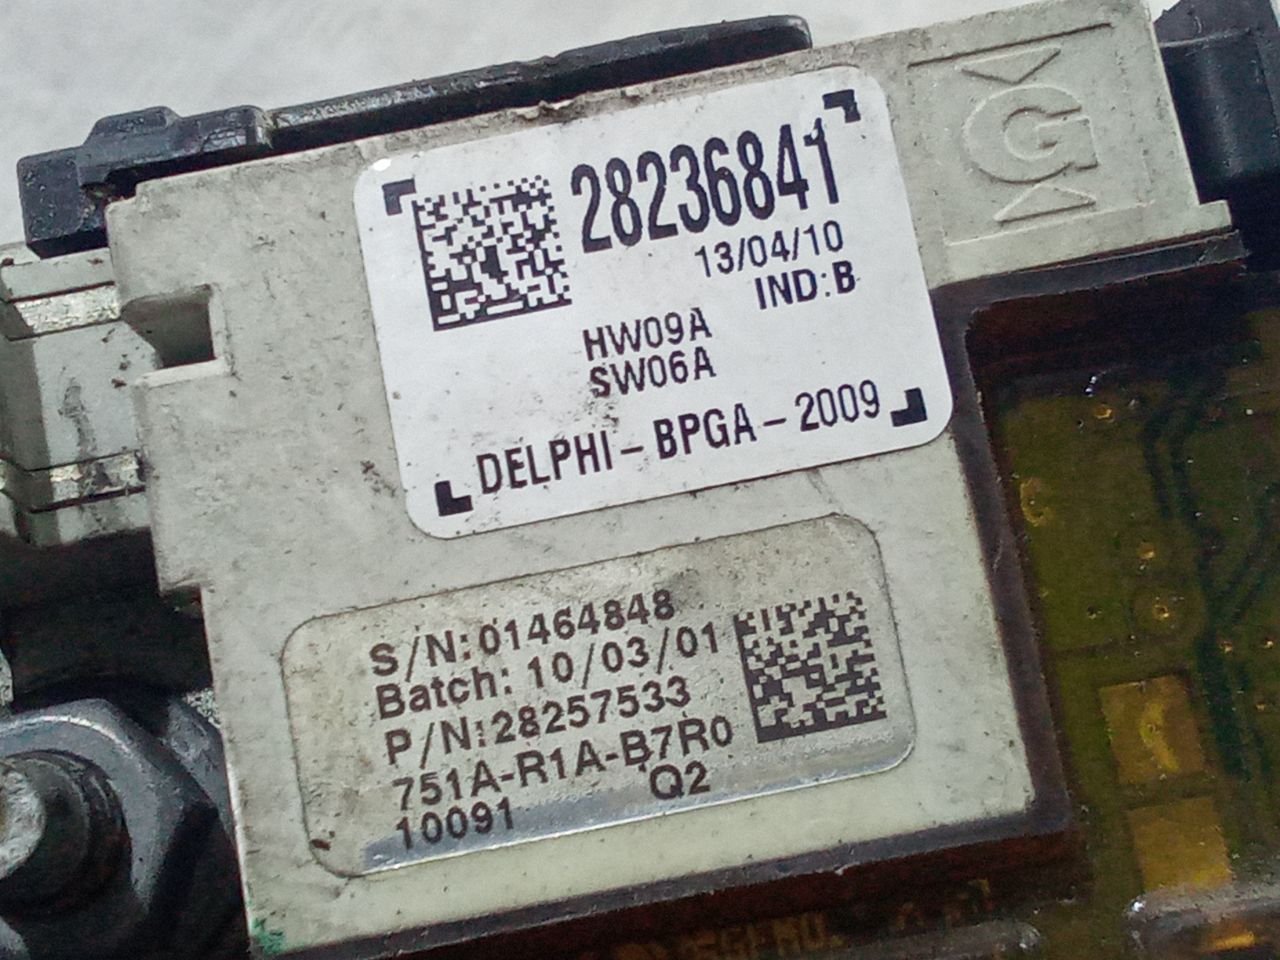 28236841
13/04/10
IND:B
HW09A
SW06A
DELPHI-BPGA-2009
G
S/N:01464848
Batch: 10/03/01
P/N:28257533
751A-R1A-B7R0
10091 Q2